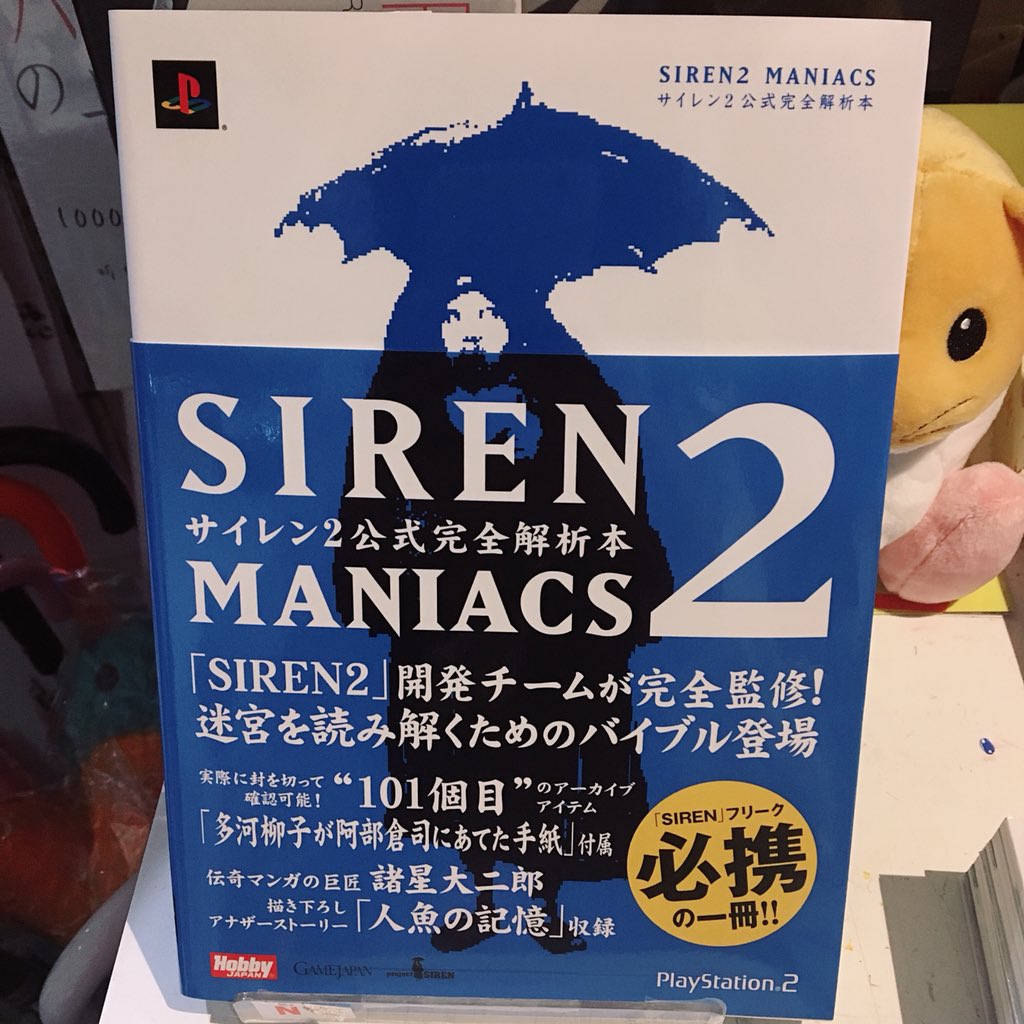 SIREN2 MANIACS
サイレン2公式完全解析本
SIREN 2
サイレン2公式完全解析本
MANIACS
「SIREN2」開発チームが完全監修!
迷宮を読み解くためのバイブル登場
実際に封を切って
確認可能!
“101個目”のアーカイブ
アイテム
「多河柳子が阿部倉司にあてた手紙」付属
伝奇マンガの巨匠 諸星大二郎
描き下ろし
アナザーストーリー「人魚の記憶」収録
「SIREN」フリーク
必携
の一冊!!
Hobby
JAPAN
GAMEJAPAN
project SIREN
PlayStation®2
の
1000
N